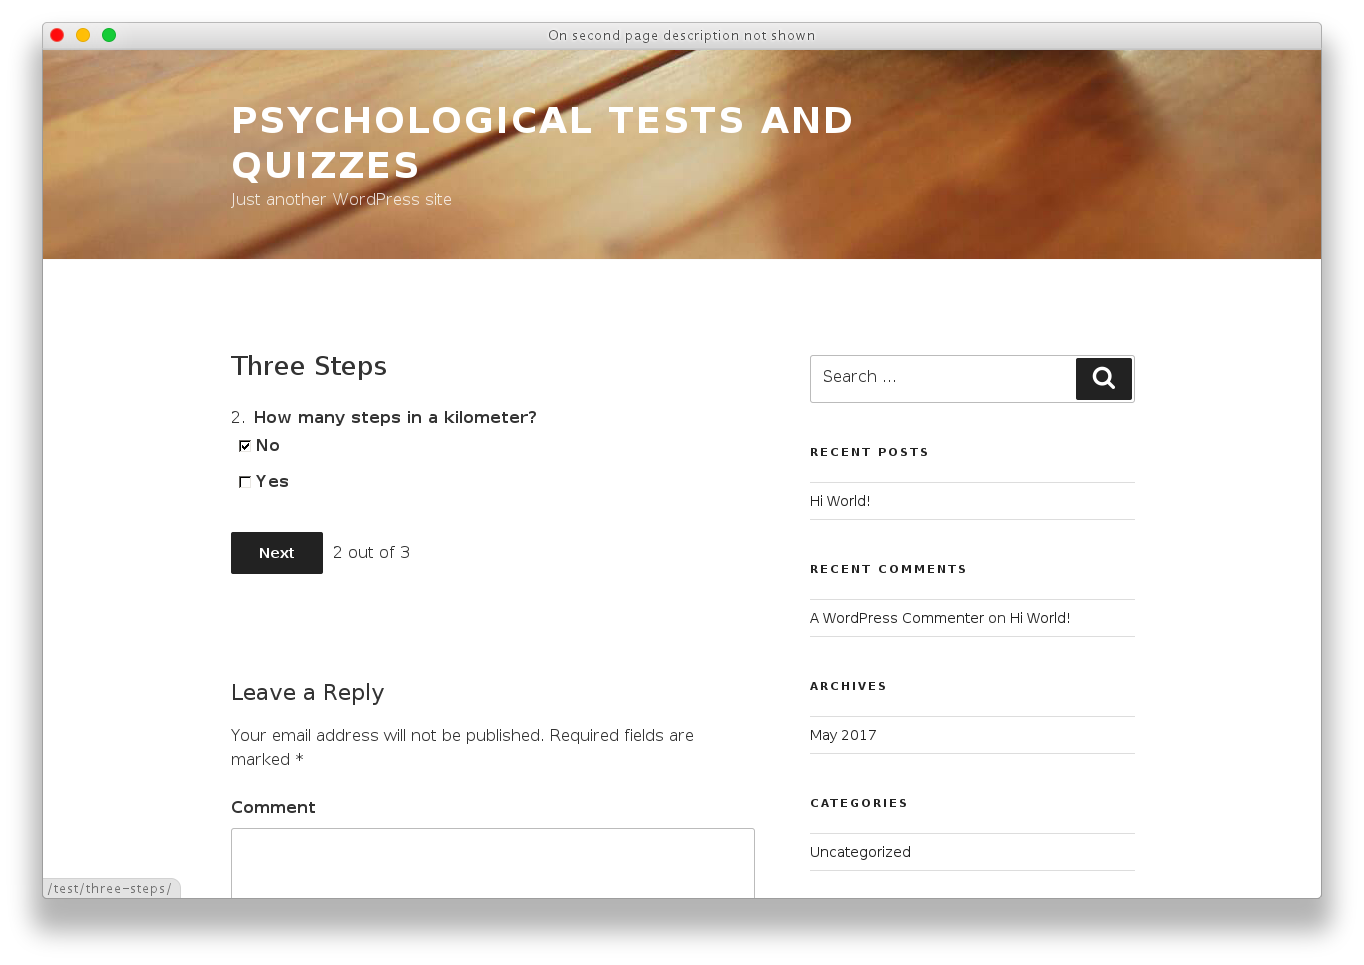 On second page description not shown
PSYCHOLOGICAL TESTS AND
QUIZZES
Just another WordPress site
Three Steps
2. How many steps in a kilometer?
No
Yes
Next 2 out of 3
Leave a Reply
Your email address will not be published. Required fields are
marked *
Comment
Search ...
RECENT POSTS
Hi World!
RECENT COMMENTS
A WordPress Commenter on Hi World!
ARCHIVES
May 2017
CATEGORIES
Uncategorized
/test/three-steps/